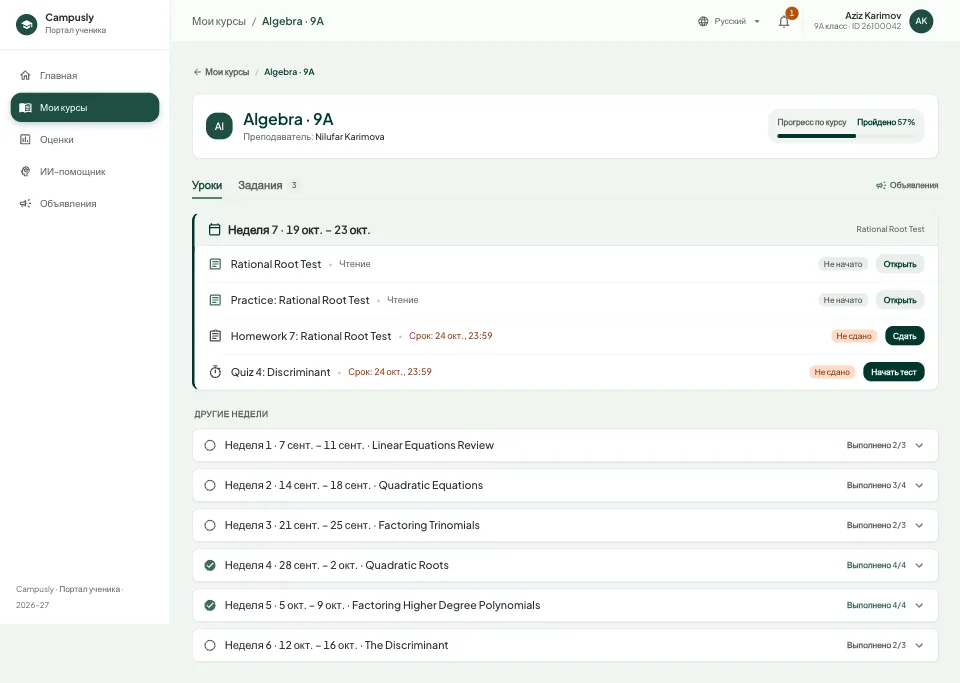 Campusly
Портал ученика
Мои курсы / Algebra · 9A
Русский
1
Aziz Karimov
9A класс · ID 26100042
AK
Главная
Мои курсы
Оценки
ИИ-помощник
Объявления
← Мои курсы / Algebra · 9A
Al
Algebra · 9A
Преподаватель: Nilufar Karimova
Прогресс по курсу Пройдено 57%
Уроки Задания 3
Объявления
Неделя 7 · 19 окт. – 23 окт. Rational Root Test
Rational Root Test • Чтение Не начато Открыть
Practice: Rational Root Test • Чтение Не начато Открыть
Homework 7: Rational Root Test • Срок: 24 окт., 23:59 Не сдано Сдать
Quiz 4: Discriminant • Срок: 24 окт., 23:59 Не сдано Начать тест
ДРУГИЕ НЕДЕЛИ
Неделя 1 · 7 сент. – 11 сент. · Linear Equations Review Выполнено 2/3
Неделя 2 · 14 сент. – 18 сент. · Quadratic Equations Выполнено 3/4
Неделя 3 · 21 сент. – 25 сент. · Factoring Trinomials Выполнено 2/3
Неделя 4 · 28 сент. – 2 окт. · Quadratic Roots Выполнено 4/4
Неделя 5 · 5 окт. – 9 окт. · Factoring Higher Degree Polynomials Выполнено 4/4
Неделя 6 · 12 окт. – 16 окт. · The Discriminant Выполнено 2/3
Campusly · Портал ученика ·
2026–27